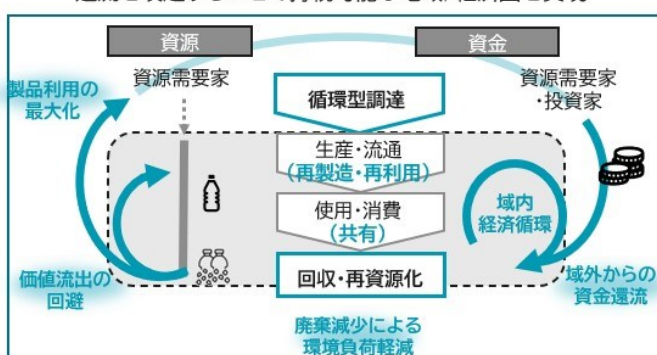 資源
資金
資源需要家
資源需要家
・投資家
製品利用の
最大化
循環型調達
生産・流通
(再製造・再利用)
使用・消費
(共有)
回収・再資源化
域内
経済循環
価値流出の
回避
域外からの
資金還流
廃棄減少による
環境負荷軽減